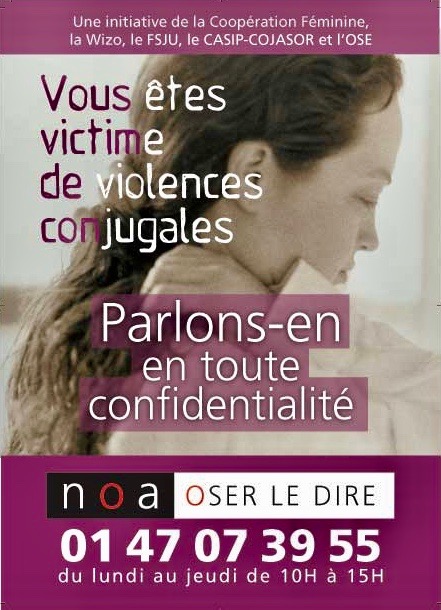 Une initiative de la Coopération Féminine,
la Wizo, le FSJU, le CASIP-COJASOR et l'OSE
Vous êtes
victime
de violences
conjugales
Parlons-en
en toute
confidentialité
noa OSER LE DIRE
01 47 07 39 55
du lundi au jeudi de 10H à 15H